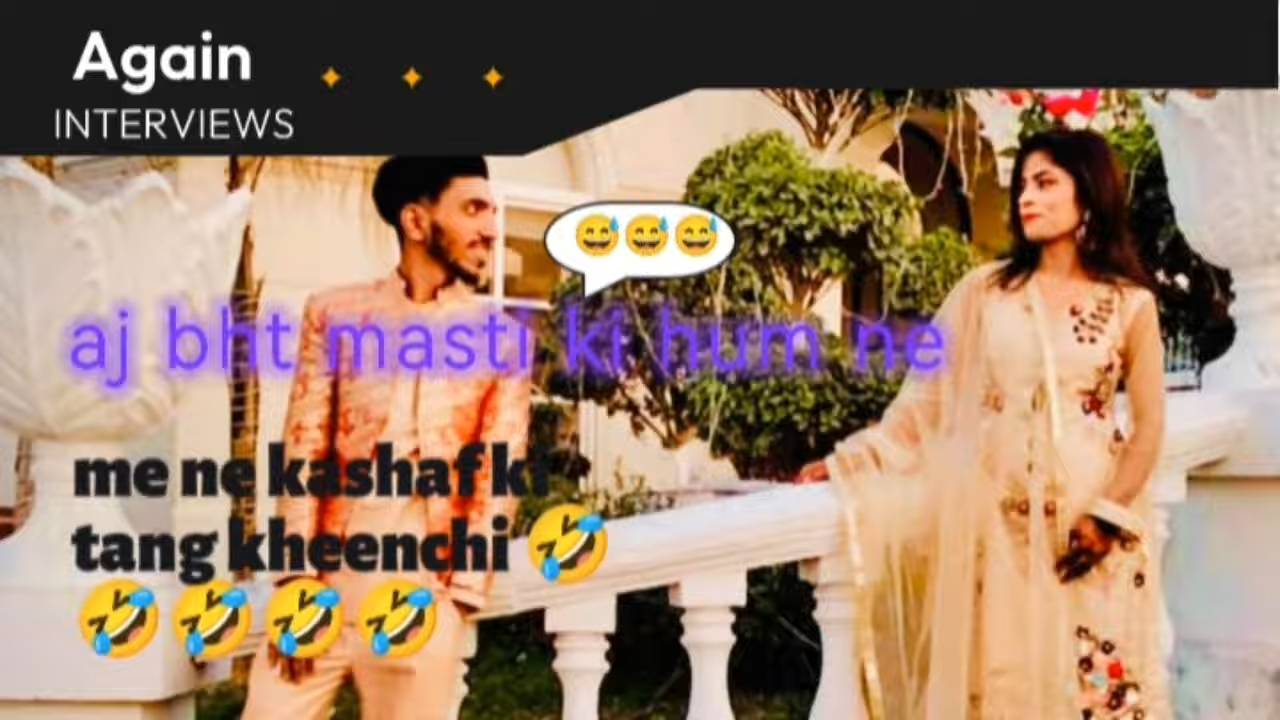 Again
INTERVIEWS
😅😅😅
aj bht masti ki hum ne
me ne kashaf ki
tang kheenchi 🤣
🤣🤣🤣🤣